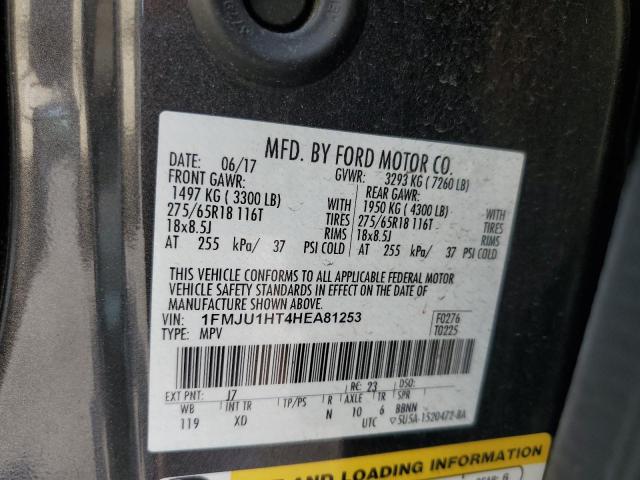 MFD. BY FORD MOTOR CO.
DATE: 06/17 GVWR: 3293 KG ( 7260 LB)
FRONT GAWR: REAR GAWR:
1497 KG ( 3300 LB) WITH 1950 KG ( 4300 LB) WITH
275/65R18 116T TIRES 275/65R18 116T TIRES
18x8.5J RIMS 18x8.5J RIMS
AT 255 kPa/ 37 PSI COLD AT 255 kPa/ 37 PSI COLD
THIS VEHICLE CONFORMS TO ALL APPLICABLE FEDERAL MOTOR
VEHICLE SAFETY STANDARDS IN EFFECT ON THE DATE OF
MANUFACTURE SHOWN ABOVE.
VIN: 1FMJU1HT4HEA81253 F0276
TYPE: MPV T0225
EXT PNT: J7 RC: 23 DSO:
WB INT TR TP/PS R AXLE TR SPR
119 XD N 10 6 BBNN
UTC 5U5A-1520472-BA
AND LOADING INFORMATION